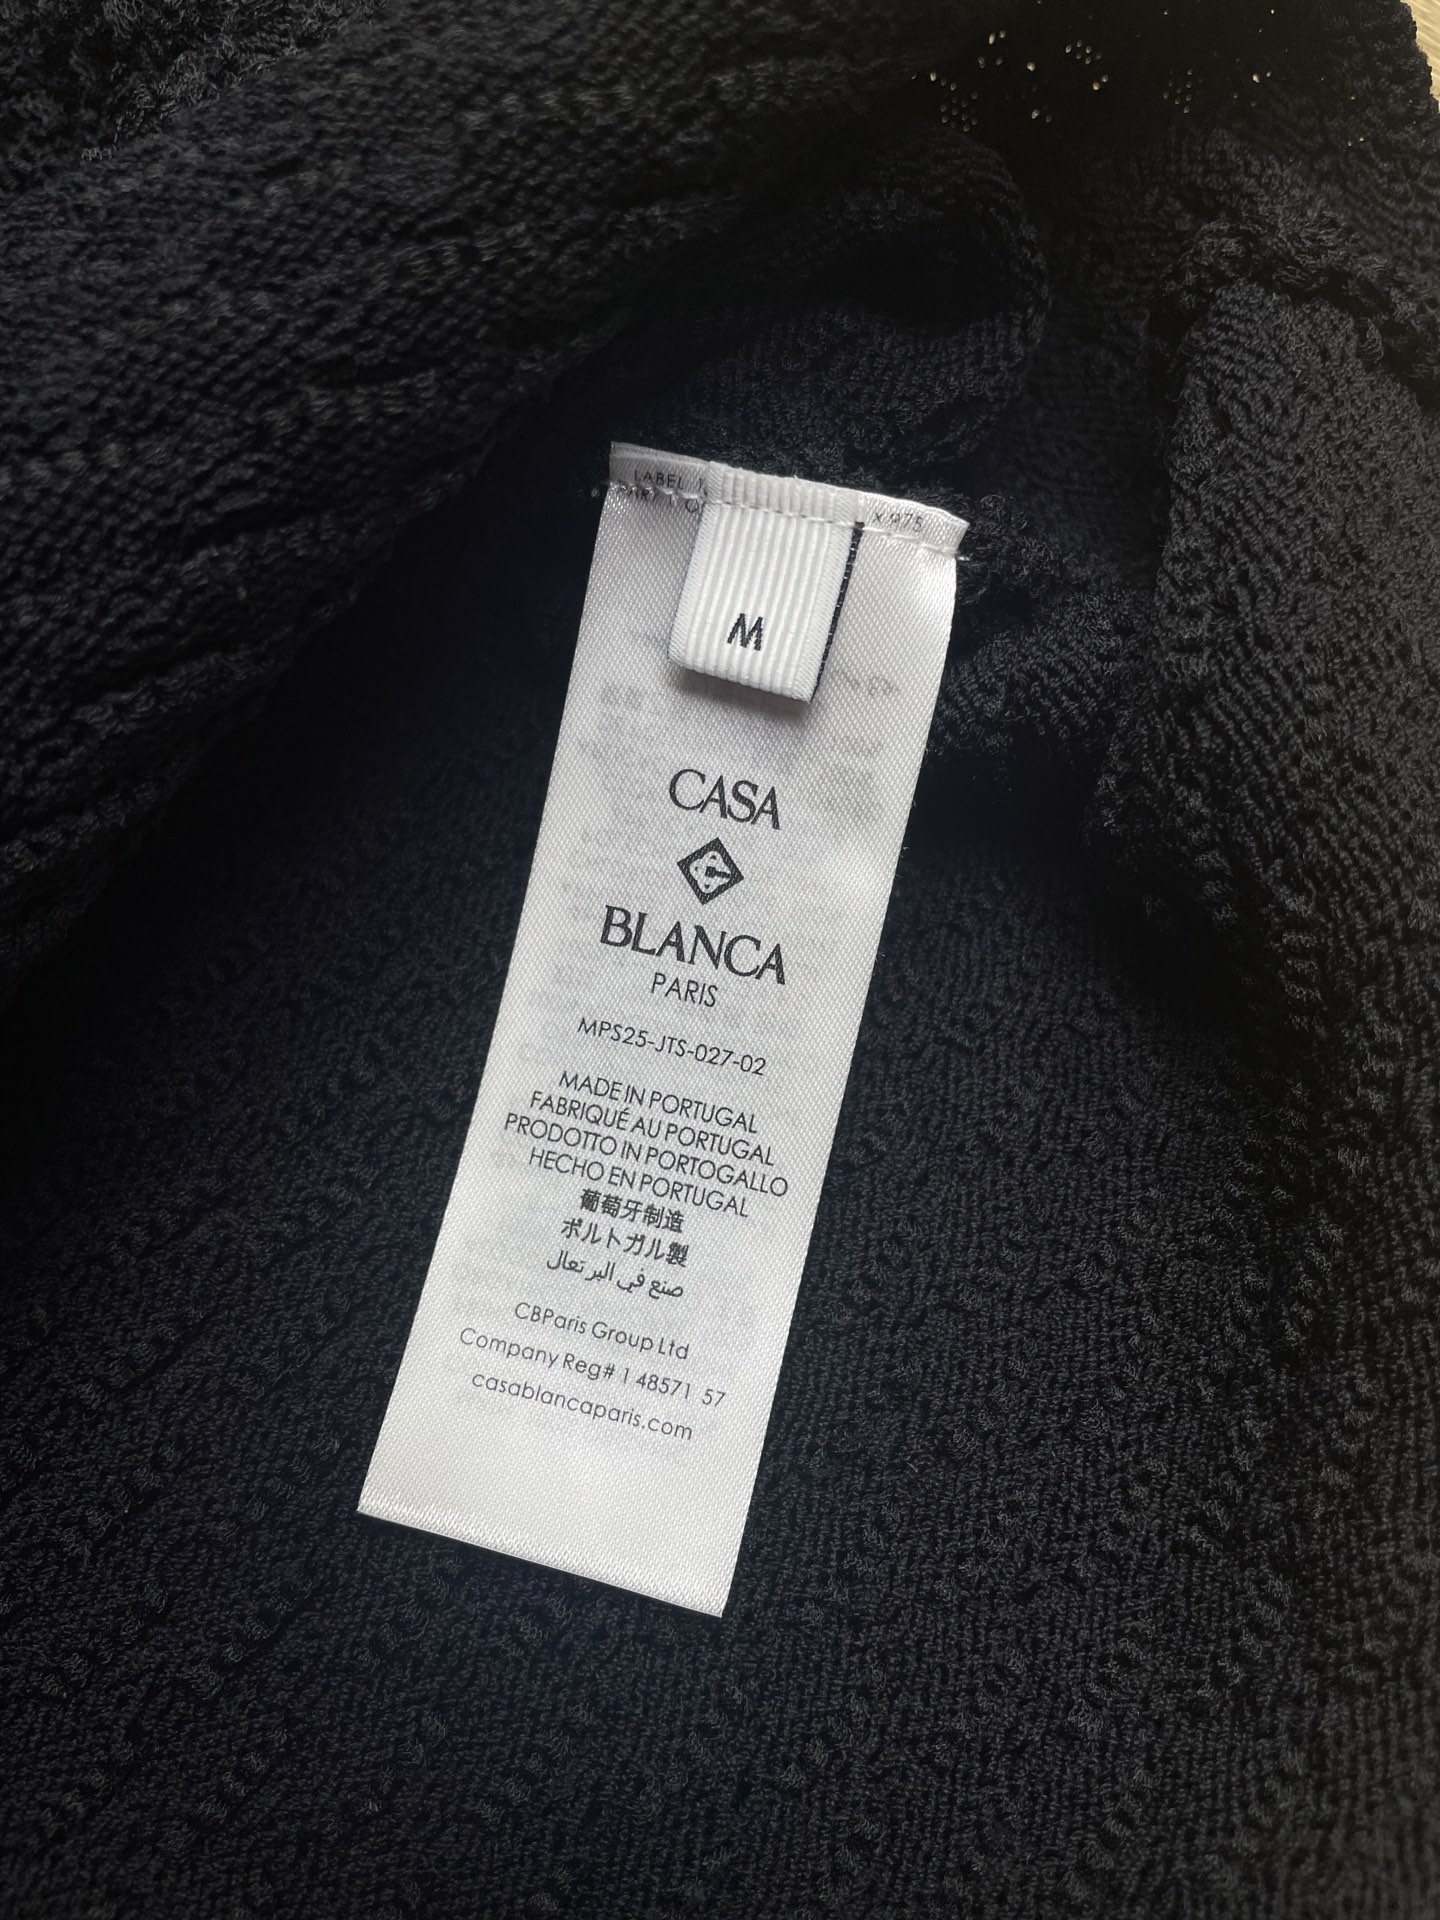 LABEL
M
CASA
BLANCA
PARIS
MPS25-JTS-027-02
MADE IN PORTUGAL
FABRIQUÉ AU PORTUGAL
PRODOTTO IN PORTOGALLO
HECHO EN PORTUGAL
葡萄牙制造
ポルトガル製
صنع في البرتغال
CBParis Group Ltd
Company Reg# 1 48571 57
casablancaparis.com